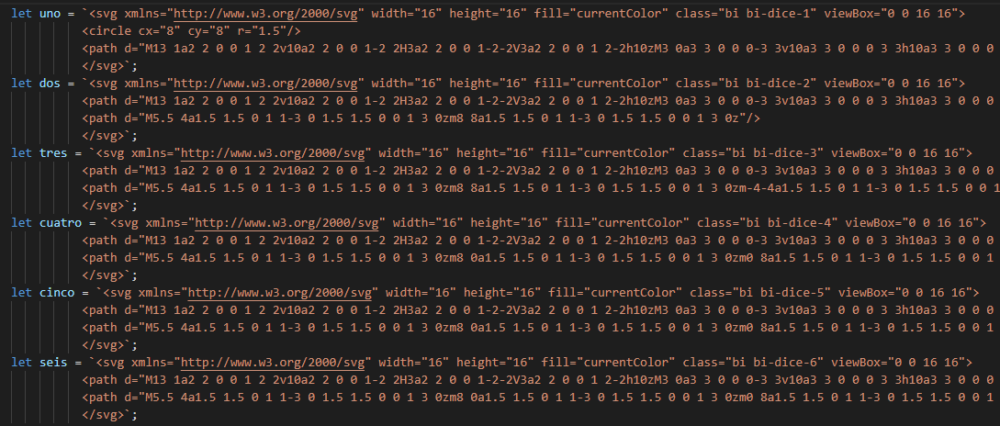 let uno = `<svg xmlns="http://www.w3.org/2000/svg" width="16" height="16" fill="currentColor" class="bi bi-dice-1" viewBox="0 0 16 16">
<circle cx="8" cy="8" r="1.5"/>
<path d="M13 1a2 2 0 0 1 2 2v10a2 2 0 0 1-2 2H3a2 2 0 0 1-2-2V3a2 2 0 0 1 2-2h10zM3 0a3 3 0 0 0-3 3v10a3 3 0 0 0 3 3h10a3 3 0 0 0
</svg>`;
let dos = `<svg xmlns="http://www.w3.org/2000/svg" width="16" height="16" fill="currentColor" class="bi bi-dice-2" viewBox="0 0 16 16">
<path d="M13 1a2 2 0 0 1 2 2v10a2 2 0 0 1-2 2H3a2 2 0 0 1-2-2V3a2 2 0 0 1 2-2h10zM3 0a3 3 0 0 0-3 3v10a3 3 0 0 0 3 3h10a3 3 0 0 0
<path d="M5.5 4a1.5 1.5 0 1 1-3 0 1.5 1.5 0 0 1 3 0zm8 8a1.5 1.5 0 1 1-3 0 1.5 1.5 0 0 1 3 0z"/>
</svg>`;
let tres = `<svg xmlns="http://www.w3.org/2000/svg" width="16" height="16" fill="currentColor" class="bi bi-dice-3" viewBox="0 0 16 16">
<path d="M13 1a2 2 0 0 1 2 2v10a2 2 0 0 1-2 2H3a2 2 0 0 1-2-2V3a2 2 0 0 1 2-2h10zM3 0a3 3 0 0 0-3 3v10a3 3 0 0 0 3 3h10a3 3 0 0 0
<path d="M5.5 4a1.5 1.5 0 1 1-3 0 1.5 1.5 0 0 1 3 0zm8 8a1.5 1.5 0 1 1-3 0 1.5 1.5 0 0 1 3 0zm-4-4a1.5 1.5 0 1 1-3 0 1.5 1.5 0 0 1
</svg>`;
let cuatro = `<svg xmlns="http://www.w3.org/2000/svg" width="16" height="16" fill="currentColor" class="bi bi-dice-4" viewBox="0 0 16 16">
<path d="M13 1a2 2 0 0 1 2 2v10a2 2 0 0 1-2 2H3a2 2 0 0 1-2-2V3a2 2 0 0 1 2-2h10zM3 0a3 3 0 0 0-3 3v10a3 3 0 0 0 3 3h10a3 3 0 0 0
<path d="M5.5 4a1.5 1.5 0 1 1-3 0 1.5 1.5 0 0 1 3 0zm8 0a1.5 1.5 0 1 1-3 0 1.5 1.5 0 0 1 3 0zm0 8a1.5 1.5 0 1 1-3 0 1.5 1.5 0 0 1
</svg>`;
let cinco = `<svg xmlns="http://www.w3.org/2000/svg" width="16" height="16" fill="currentColor" class="bi bi-dice-5" viewBox="0 0 16 16">
<path d="M13 1a2 2 0 0 1 2 2v10a2 2 0 0 1-2 2H3a2 2 0 0 1-2-2V3a2 2 0 0 1 2-2h10zM3 0a3 3 0 0 0-3 3v10a3 3 0 0 0 3 3h10a3 3 0 0 0
<path d="M5.5 4a1.5 1.5 0 1 1-3 0 1.5 1.5 0 0 1 3 0zm8 0a1.5 1.5 0 1 1-3 0 1.5 1.5 0 0 1 3 0zm0 8a1.5 1.5 0 1 1-3 0 1.5 1.5 0 0 1
</svg>`;
let seis = `<svg xmlns="http://www.w3.org/2000/svg" width="16" height="16" fill="currentColor" class="bi bi-dice-6" viewBox="0 0 16 16">
<path d="M13 1a2 2 0 0 1 2 2v10a2 2 0 0 1-2 2H3a2 2 0 0 1-2-2V3a2 2 0 0 1 2-2h10zM3 0a3 3 0 0 0-3 3v10a3 3 0 0 0 3 3h10a3 3 0 0 0
<path d="M5.5 4a1.5 1.5 0 1 1-3 0 1.5 1.5 0 0 1 3 0zm8 0a1.5 1.5 0 1 1-3 0 1.5 1.5 0 0 1 3 0zm0 8a1.5 1.5 0 1 1-3 0 1.5 1.5 0 0 1
</svg>`;